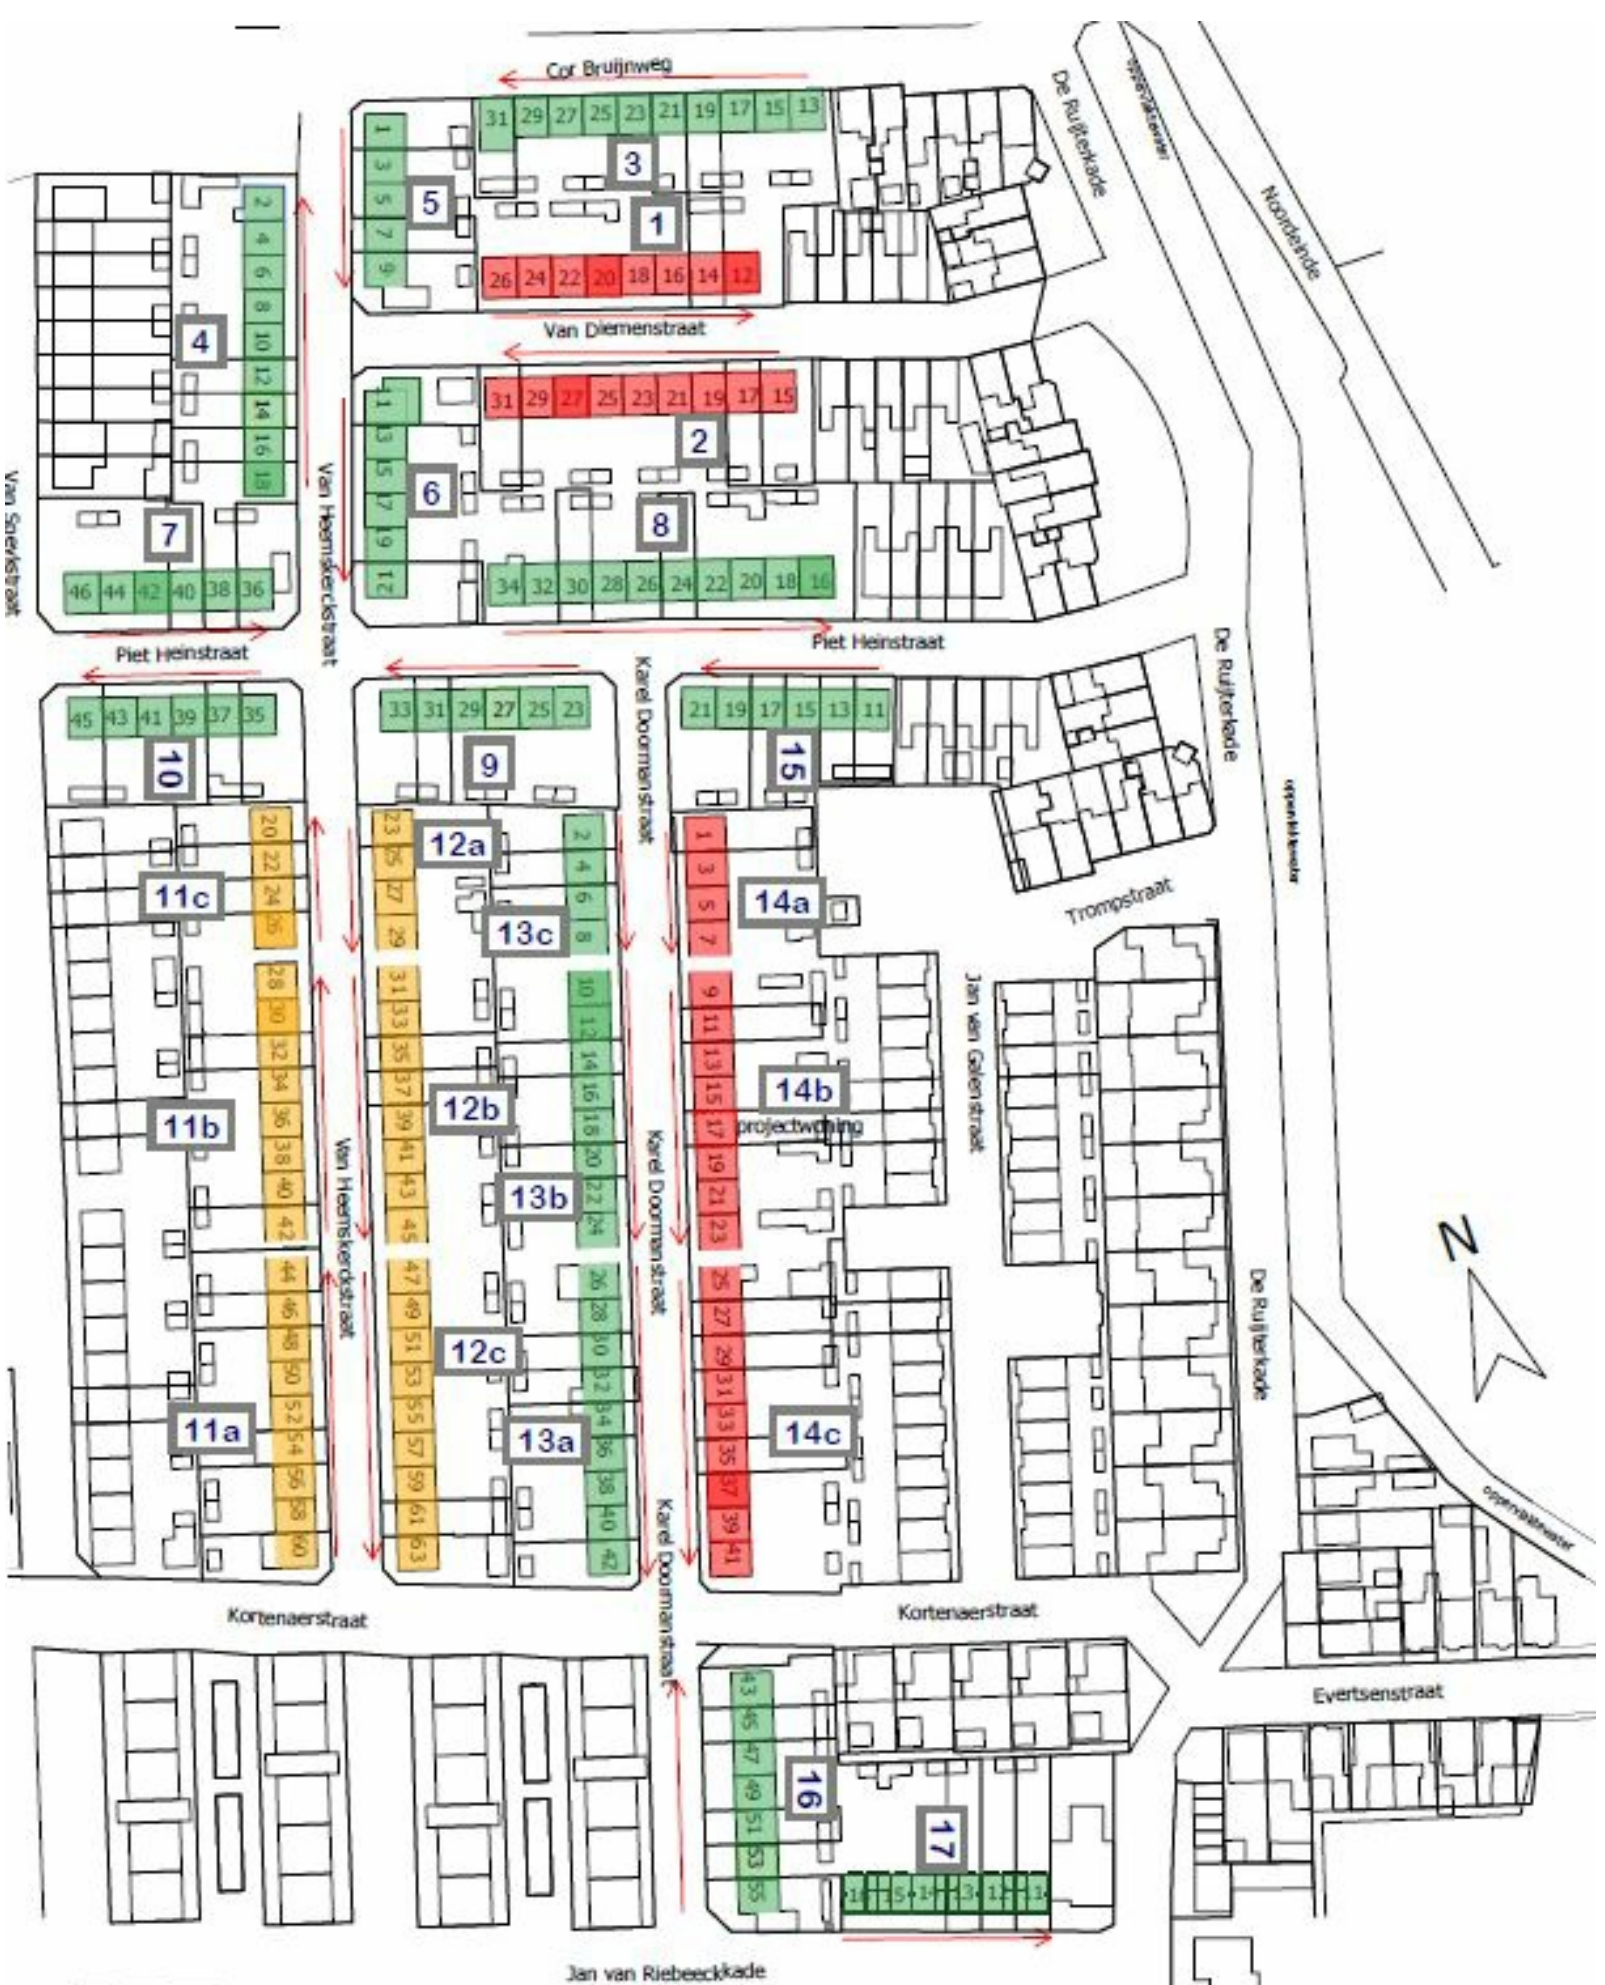 Cor Bruijnweg
31 29 27 25 23 21 19 17 15 13
De Ruijterkade
oppervlaktewater
Noordeinde
1
3
5
7
9
5
3
1
26 24 22 20 18 16 14 12
Van Diemenstraat
2
4
6
8
10
12
14
16
18
4
7
46 44 42 40 38 36
Van Heemskerckstraat
31 29 27 25 23 21 19 17 15
2
11
13
15
17
19
6
8
34 32 30 28 26 24 22 20 18 16
Piet Heinstraat
Piet Heinstraat
45 43 41 39 37 35
10
33 31 29 27 25 23
9
Karel Doormanstraat
21 19 17 15 13 11
15
De Ruijterkade
oppervlaktewater
Trompstraat
20
22
24
26
11c
28
30
32
34
36
38
40
42
11b
44
46
48
50
52
54
56
58
60
11a
Van Heemskerckstraat
23
25
27
29
12a
31
33
35
37
39
41
43
45
12b
47
49
51
53
55
57
59
61
63
12c
2
4
6
8
13c
10
12
14
16
18
20
22
24
13b
26
28
30
32
34
36
38
40
42
13a
Karel Doormanstraat
1
3
5
7
14a
9
11
13
15
17
19
21
23
14b
projectwoning
25
27
29
31
33
35
37
39
41
14c
Jan van Galenstraat
De Ruijterkade
N
oppervlaktewater
Kortenaerstraat
Kortenaerstraat
Karel Doormanstraat
Evertsenstraat
43
45
47
49
51
53
55
16
17
16 15 14 13 12 11
Jan van Riebeeckkade